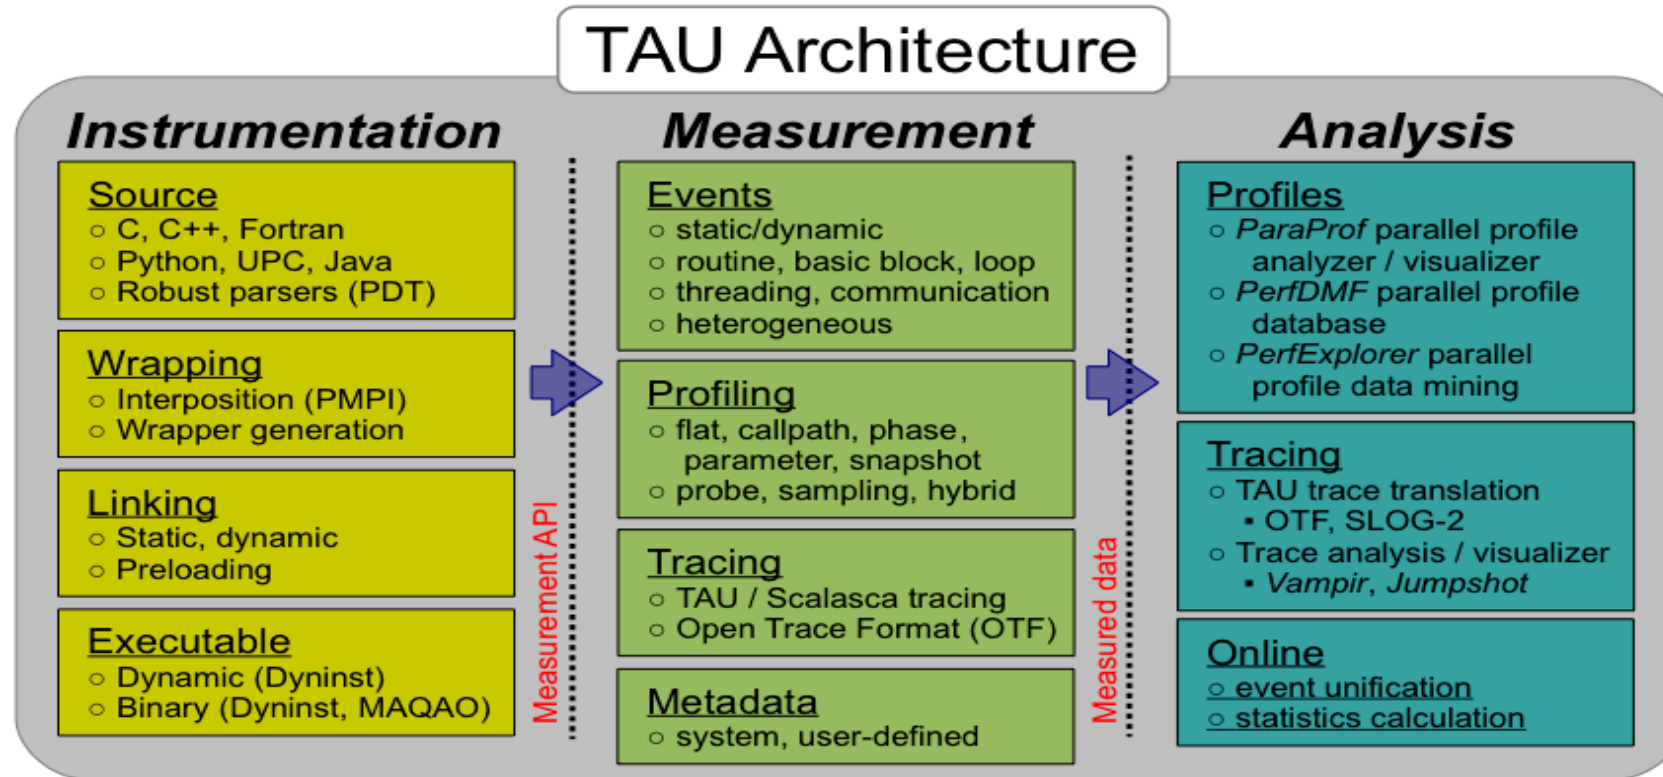 TAU Architecture
Instrumentation
Source
○ C, C++, Fortran
○ Python, UPC, Java
○ Robust parsers (PDT)
Wrapping
○ Interposition (PMPI)
○ Wrapper generation
Linking
○ Static, dynamic
○ Preloading
Executable
○ Dynamic (Dyninst)
○ Binary (Dyninst, MAQAO)
Measurement API
Measurement
Events
○ static/dynamic
○ routine, basic block, loop
○ threading, communication
○ heterogeneous
Profiling
○ flat, callpath, phase,
parameter, snapshot
○ probe, sampling, hybrid
Tracing
○ TAU / Scalasca tracing
○ Open Trace Format (OTF)
Metadata
○ system, user-defined
Measured data
Analysis
Profiles
○ ParaProf parallel profile
analyzer / visualizer
○ PerfDMF parallel profile
database
○ PerfExplorer parallel
profile data mining
Tracing
○ TAU trace translation
▪ OTF, SLOG-2
○ Trace analysis / visualizer
▪ Vampir, Jumpshot
Online
○ event unification
○ statistics calculation